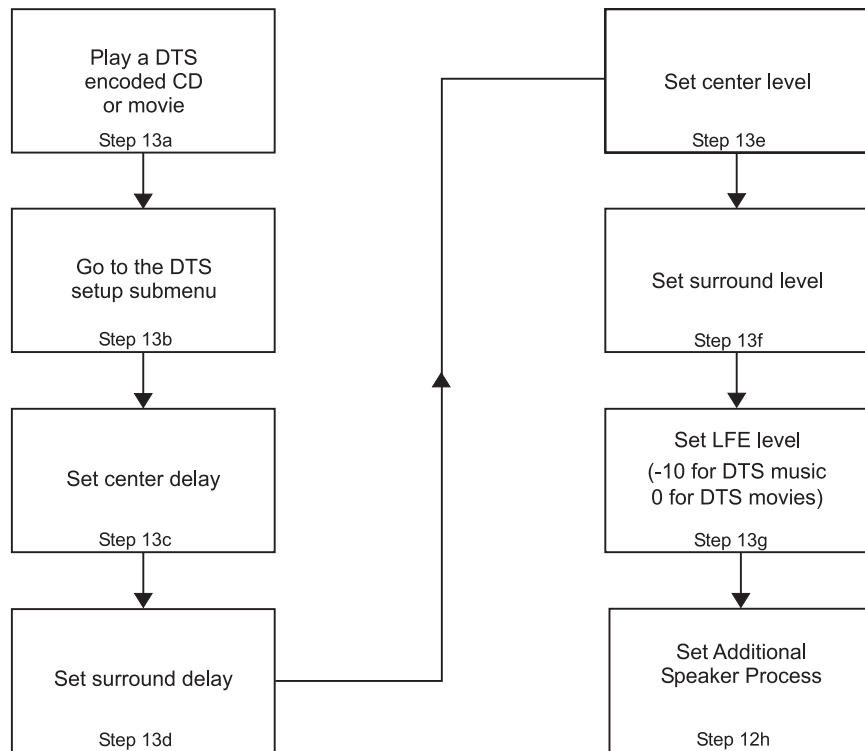 Play a DTS
encoded CD
or movie
Step 13a
Go to the DTS
setup submenu
Step 13b
Set center delay
Step 13c
Set surround delay
Step 13d
Set center level
Step 13e
Set surround level
Step 13f
Set LFE level
(-10 for DTS music
0 for DTS movies)
Step 13g
Set Additional
Speaker Process
Step 12h